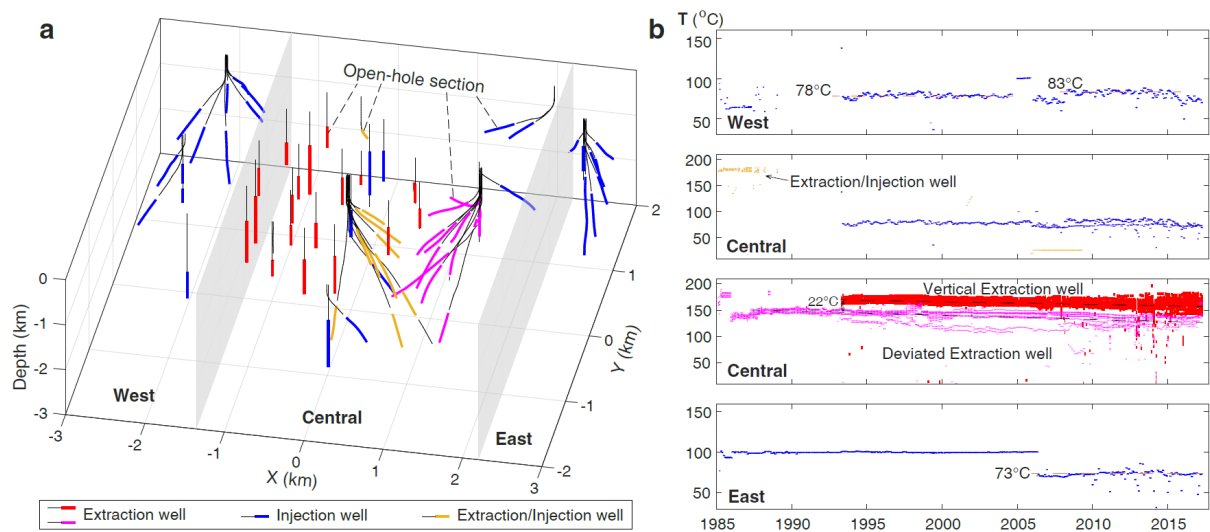 a
Open-hole section
Depth (km)
0
-1
-2
-3
-3
-2
-1
0
1
2
3
X (km)
-2
-1
0
1
2
Y (km)
West
Central
East
Extraction well
Injection well
Extraction/Injection well
b
T (°C)
150
100
50
78°C
83°C
West
200
150
100
50
Extraction/Injection well
Central
200
150
100
50
22°C
Vertical Extraction well
Deviated Extraction well
Central
150
100
50
73°C
East
1985
1990
1995
2000
2005
2010
2015